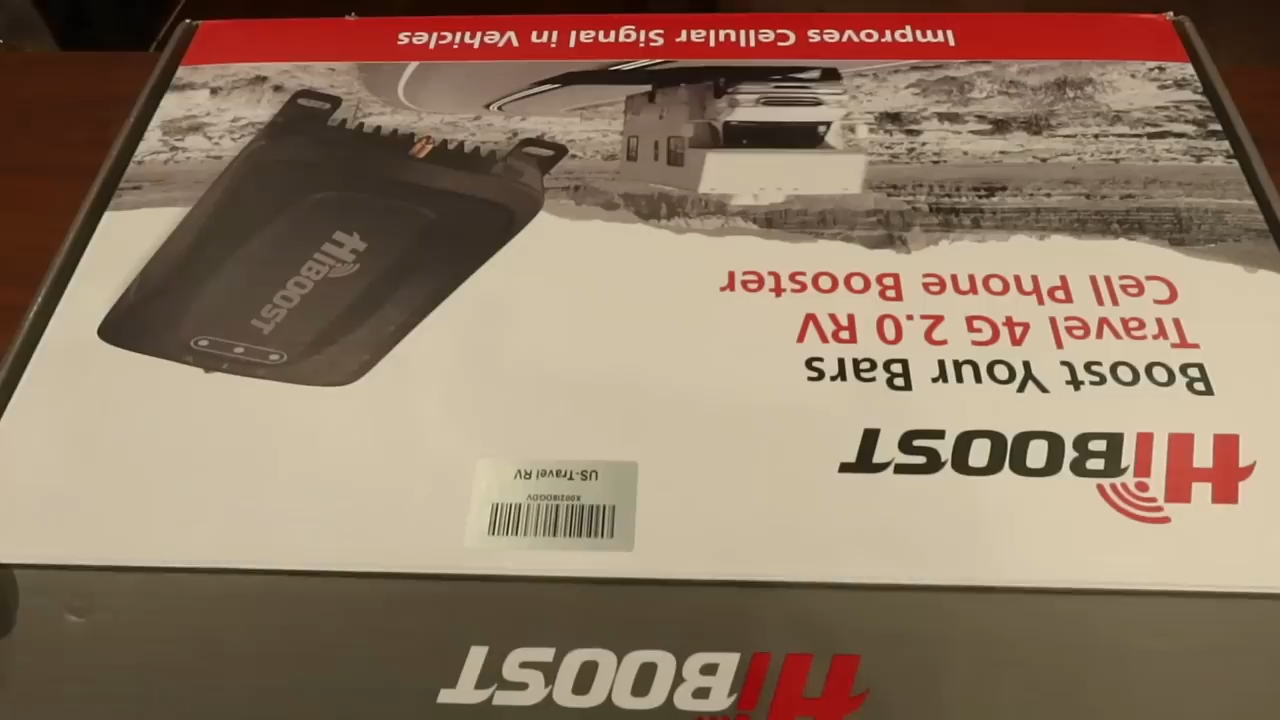 HiBOOST
HiBOOST
Boost Your Bars
Travel 4G 2.0 RV
Cell Phone Booster
US-Travel RV
HiBOOST
Improves Cellular Signal in Vehicles